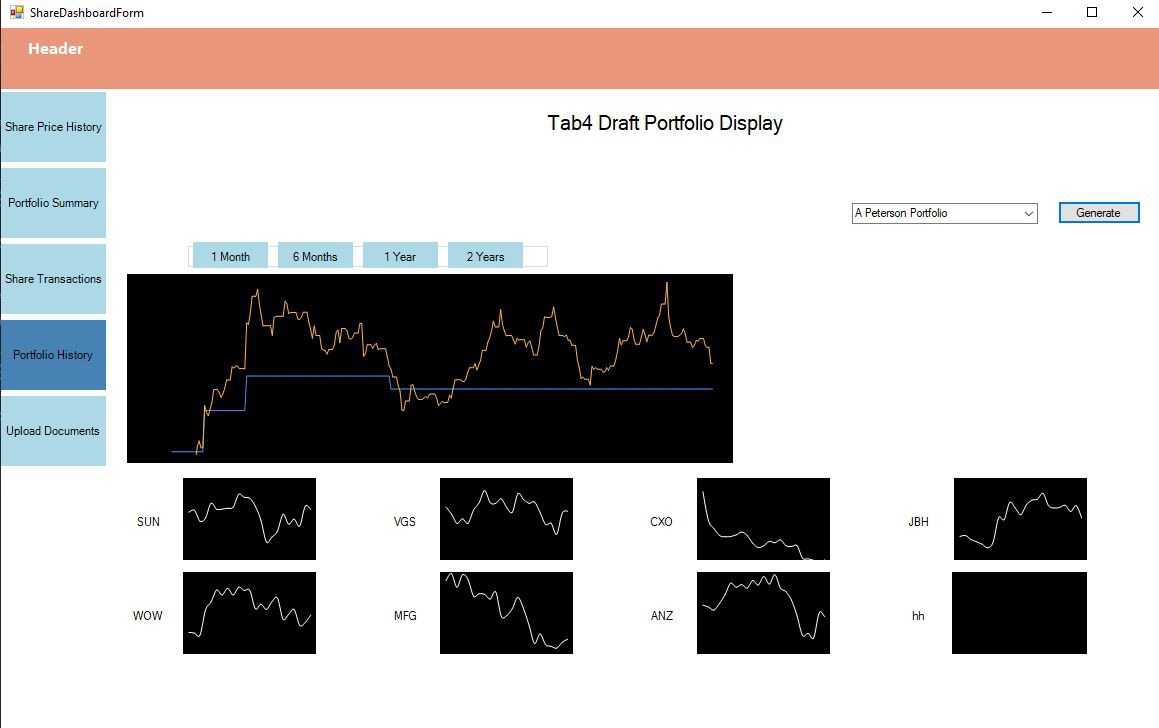 ShareDashboardForm
Header
Share Price History
Portfolio Summary
Share Transactions
Portfolio History
Upload Documents
Tab4 Draft Portfolio Display
A Peterson Portfolio
Generate
1 Month 6 Months 1 Year 2 Years
SUN VGS CXO JBH
WOW MFG ANZ hh